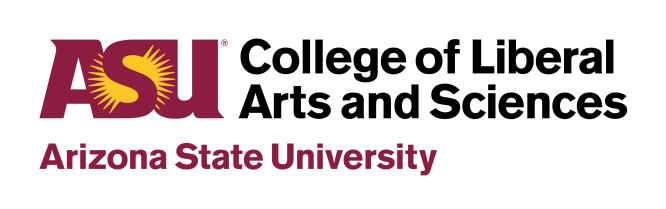 ASU® College of Liberal
Arts and Sciences
Arizona State University